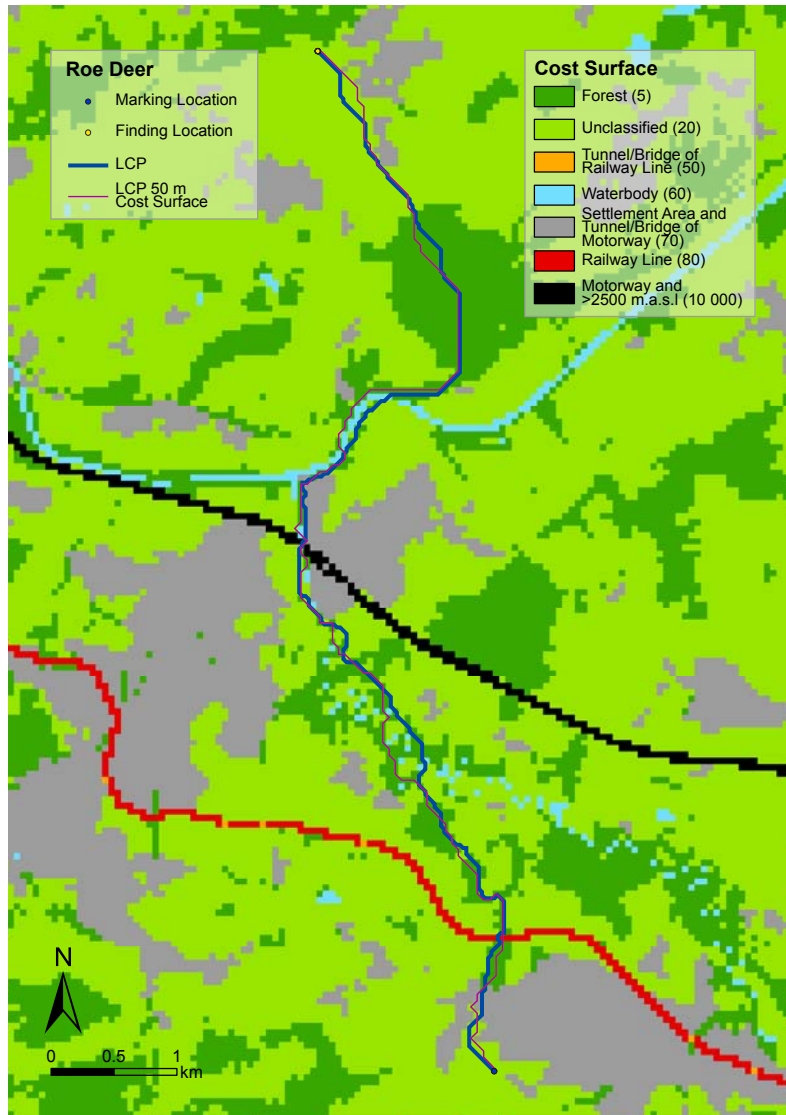 Roe Deer
Marking Location
Finding Location
LCP
LCP 50 m
Cost Surface
Cost Surface
Forest (5)
Unclassified (20)
Tunnel/Bridge of
Railway Line (50)
Waterbody (60)
Settlement Area and
Tunnel/Bridge of
Motorway (70)
Railway Line (80)
Motorway and
>2500 m.a.s.l (10 000)
N
0 0.5 1
km